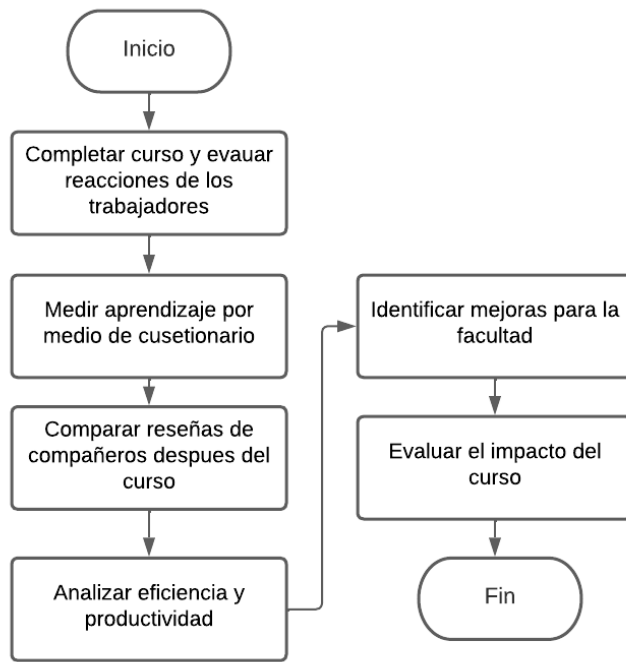 Inicio
Completar curso y evauar
reacciones de los
trabajadores
Medir aprendizaje por
medio de cusetionario
Comparar reseñas de
compañeros despues del
curso
Analizar eficiencia y
productividad
Identificar mejoras para la
facultad
Evaluar el impacto del
curso
Fin